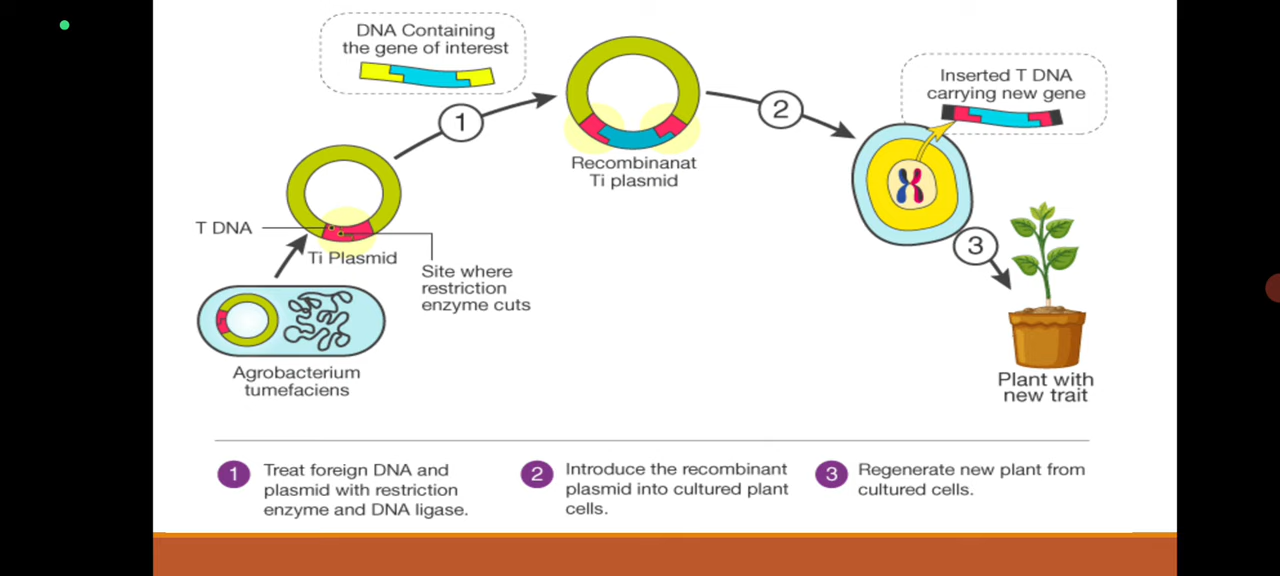 DNA Containing
the gene of interest
1
Recombinanat
Ti plasmid
2
Inserted T DNA
carrying new gene
T DNA
Ti Plasmid
Site where
restriction
enzyme cuts
3
Agrobacterium
tumefaciens
Plant with
new trait
1 Treat foreign DNA and
plasmid with restriction
enzyme and DNA ligase.
2 Introduce the recombinant
plasmid into cultured plant
cells.
3 Regenerate new plant from
cultured cells.